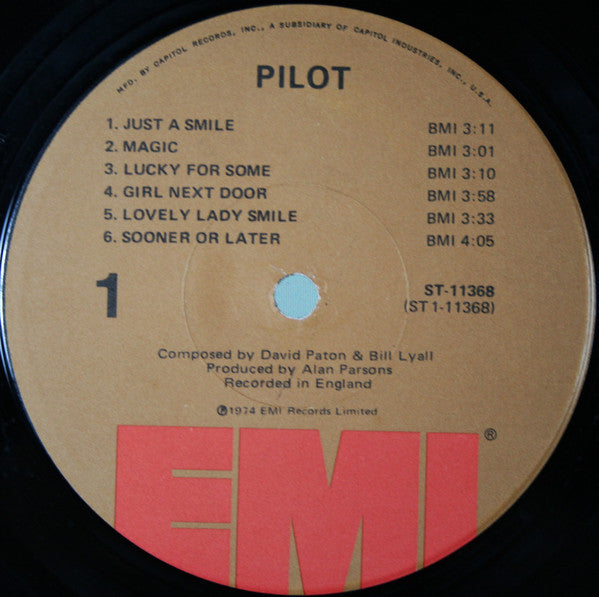 MFD. BY CAPITOL RECORDS, INC., A SUBSIDIARY OF CAPITOL INDUSTRIES, INC., U.S.A.
PILOT
1. JUST A SMILE BMI 3:11
2. MAGIC BMI 3:01
3. LUCKY FOR SOME BMI 3:10
4. GIRL NEXT DOOR BMI 3:58
5. LOVELY LADY SMILE BMI 3:33
6. SOONER OR LATER BMI 4:05
1
ST-11368
(ST 1-11368)
Composed by David Paton & Bill Lyall
Produced by Alan Parsons
Recorded in England
℗1974 EMI Records Limited
EMI®